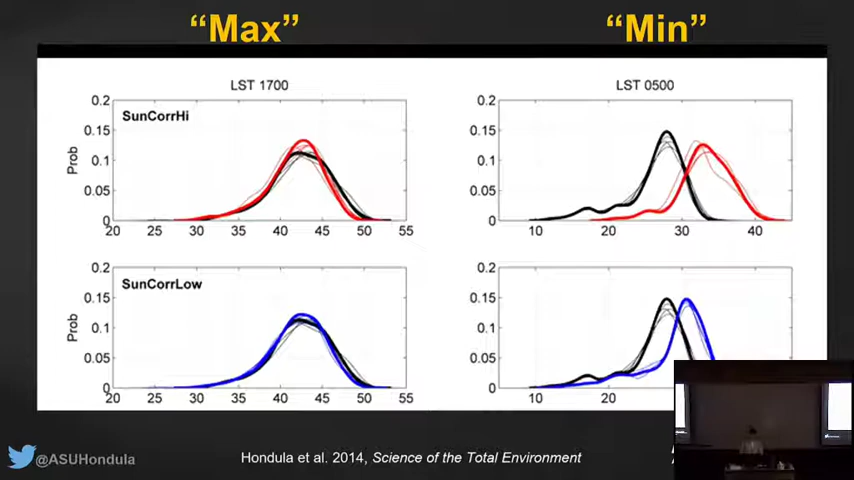 “Max”
“Min”
LST 1700
LST 0500
0.2
0.15
0.1
0.05
0
Prob
SunCorrHi
20 25 30 35 40 45 50 55
0.2
0.15
0.1
0.05
0
10 20 30 40
0.2
0.15
0.1
0.05
0
Prob
SunCorrLow
20 25 30 35 40 45 50 55
0.2
0.15
0.1
0.05
0
10 20
@ASUHondula
Hondula et al. 2014, Science of the Total Environment